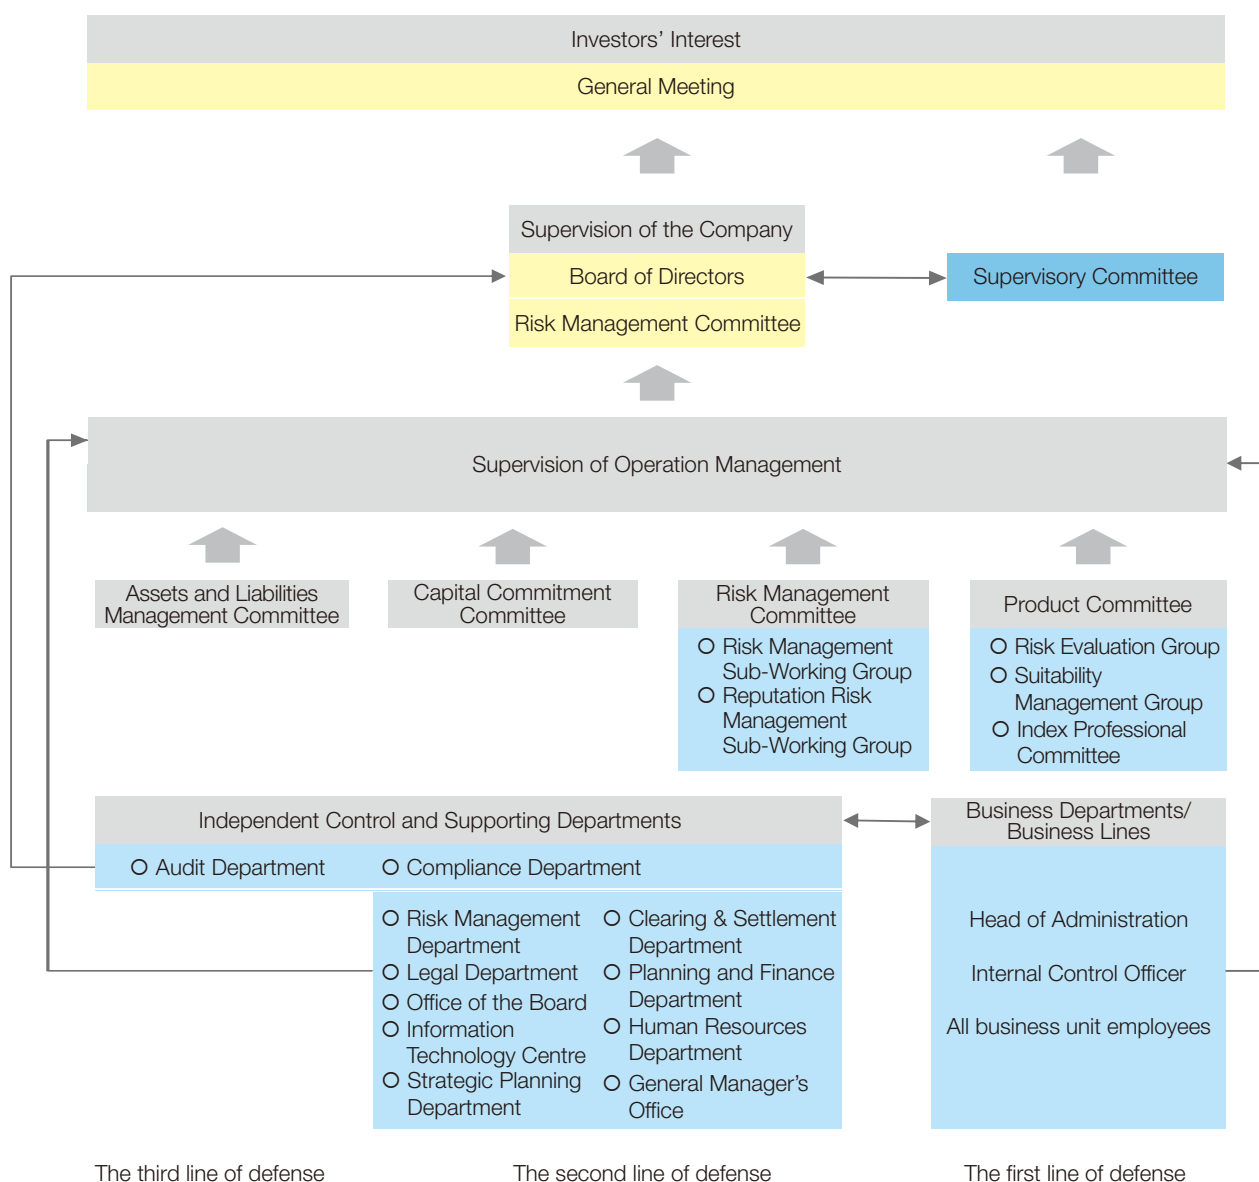 Investors’ Interest
General Meeting
Supervision of the Company
Board of Directors
Supervisory Committee
Risk Management Committee
Supervision of Operation Management
Assets and Liabilities
Management Committee
Capital Commitment
Committee
Risk Management
Committee
Risk Management
Sub-Working Group
Reputation Risk
Management
Sub-Working Group
Product Committee
Risk Evaluation Group
Suitability
Management Group
Index Professional
Committee
Independent Control and Supporting Departments
Audit Department
Compliance Department
Risk Management
Department
Legal Department
Office of the Board
Information
Technology Centre
Strategic Planning
Department
Clearing & Settlement
Department
Planning and Finance
Department
Human Resources
Department
General Manager’s
Office
Business Departments/
Business Lines
Head of Administration
Internal Control Officer
All business unit employees
The third line of defense
The second line of defense
The first line of defense